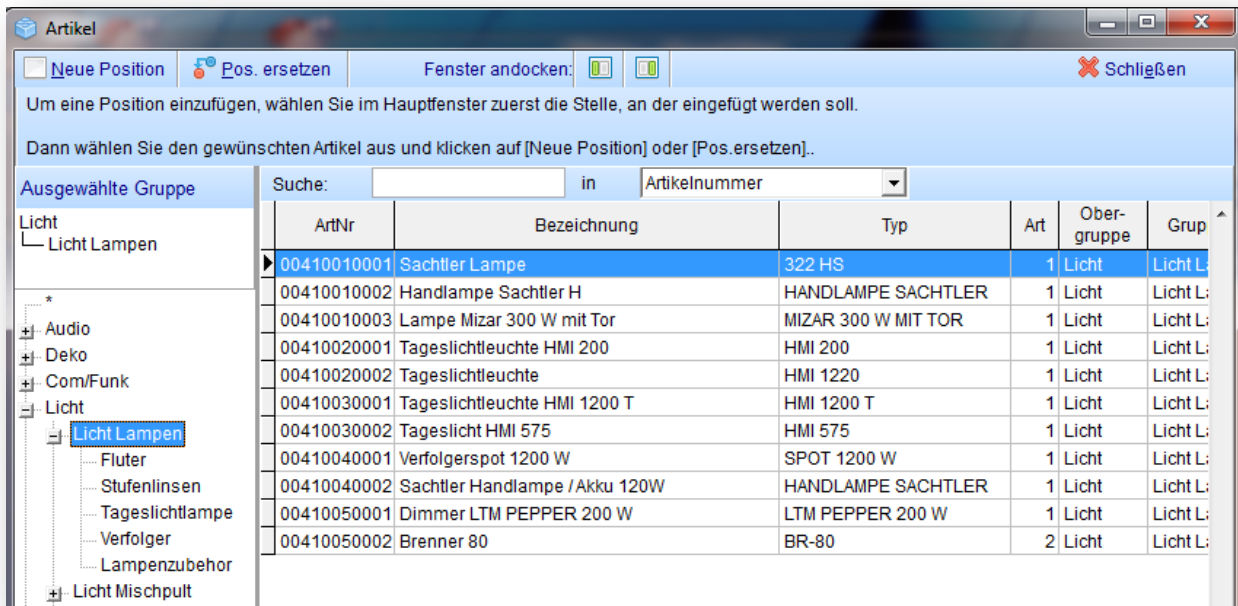 Artikel
Neue Position Pos. ersetzen Fenster andocken: Schließen
Um eine Position einzufügen, wählen Sie im Hauptfenster zuerst die Stelle, an der eingefügt werden soll.
Dann wählen Sie den gewünschten Artikel aus und klicken auf [Neue Position] oder [Pos.ersetzen]..
Ausgewählte Gruppe
Licht
Licht Lampen
*
Audio
Deko
Com/Funk
Licht
Licht Lampen
Fluter
Stufenlinsen
Tageslichtlampe
Verfolger
Lampenzubehor
Licht Mischpult
Suche: in Artikelnummer
ArtNr Bezeichnung Typ Art Ober-gruppe Grup
00410010001 Sachtler Lampe 322 HS 1 Licht Licht La
00410010002 Handlampe Sachtler H HANDLAMPE SACHTLER 1 Licht Licht La
00410010003 Lampe Mizar 300 W mit Tor MIZAR 300 W MIT TOR 1 Licht Licht La
00410020001 Tageslichtleuchte HMI 200 HMI 200 1 Licht Licht La
00410020002 Tageslichtleuchte HMI 1220 1 Licht Licht La
00410030001 Tageslichtleuchte HMI 1200 T HMI 1200 T 1 Licht Licht La
00410030002 Tageslicht HMI 575 HMI 575 1 Licht Licht La
00410040001 Verfolgerspot 1200 W SPOT 1200 W 1 Licht Licht La
00410040002 Sachtler Handlampe / Akku 120W HANDLAMPE SACHTLER 1 Licht Licht La
00410050001 Dimmer LTM PEPPER 200 W LTM PEPPER 200 W 1 Licht Licht La
00410050002 Brenner 80 BR-80 2 Licht Licht La